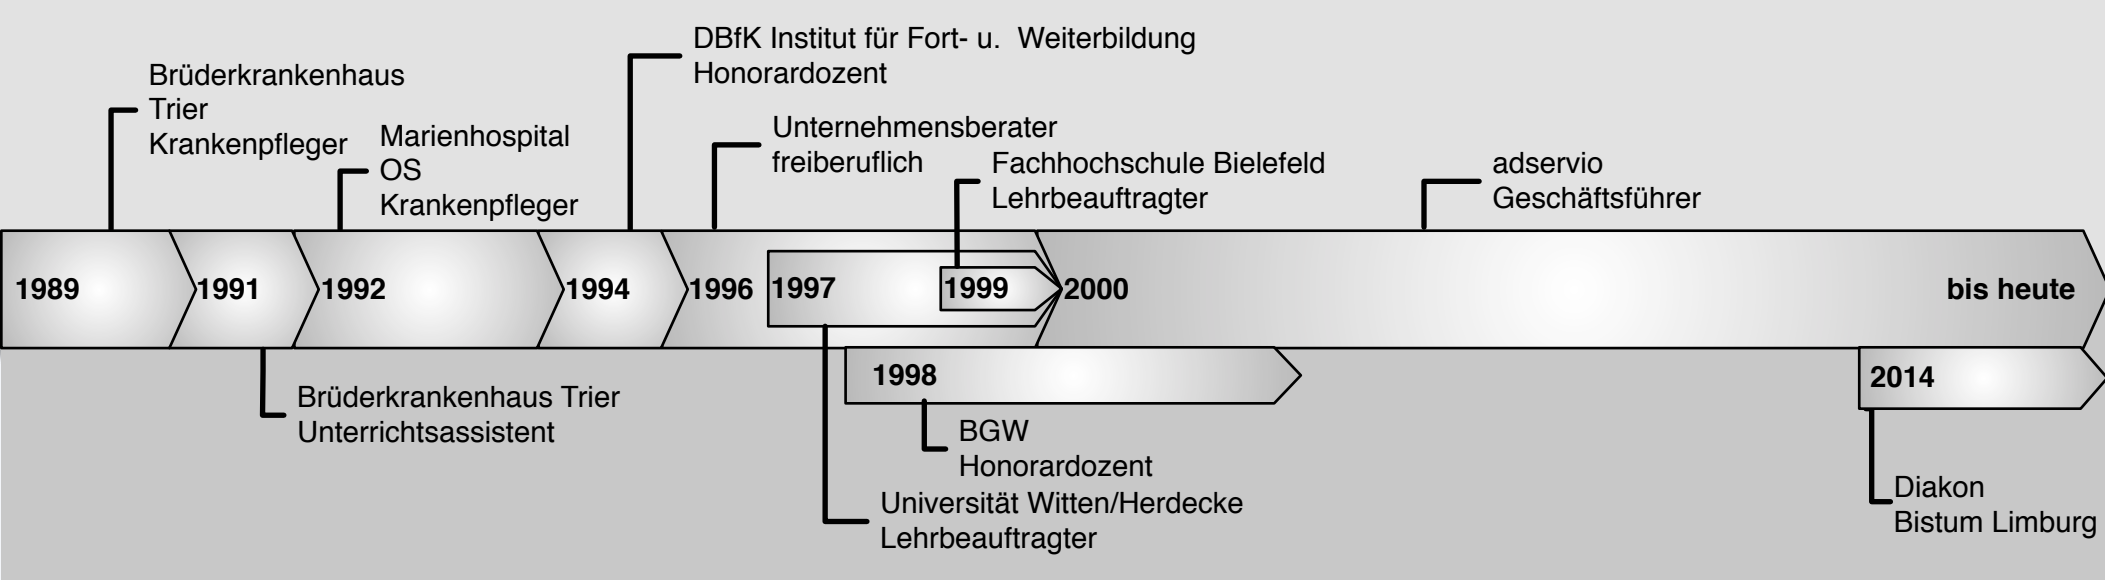 DBfK Institut für Fort- u.  Weiterbildung
Honorardozent
Brüderkrankenhaus
Trier
Krankenpfleger
Marienhospital
OS
Krankenpfleger
Unternehmensberater
freiberuflich
Fachhochschule Bielefeld
Lehrbeauftragter
adservio
Geschäftsführer
1989
1991
1992
1994
1996
1997
1999
2000
bis heute
1998
2014
Brüderkrankenhaus Trier
Unterrichtsassistent
BGW
Honorardozent
Universität Witten/Herdecke
Lehrbeauftragter
Diakon
Bistum Limburg